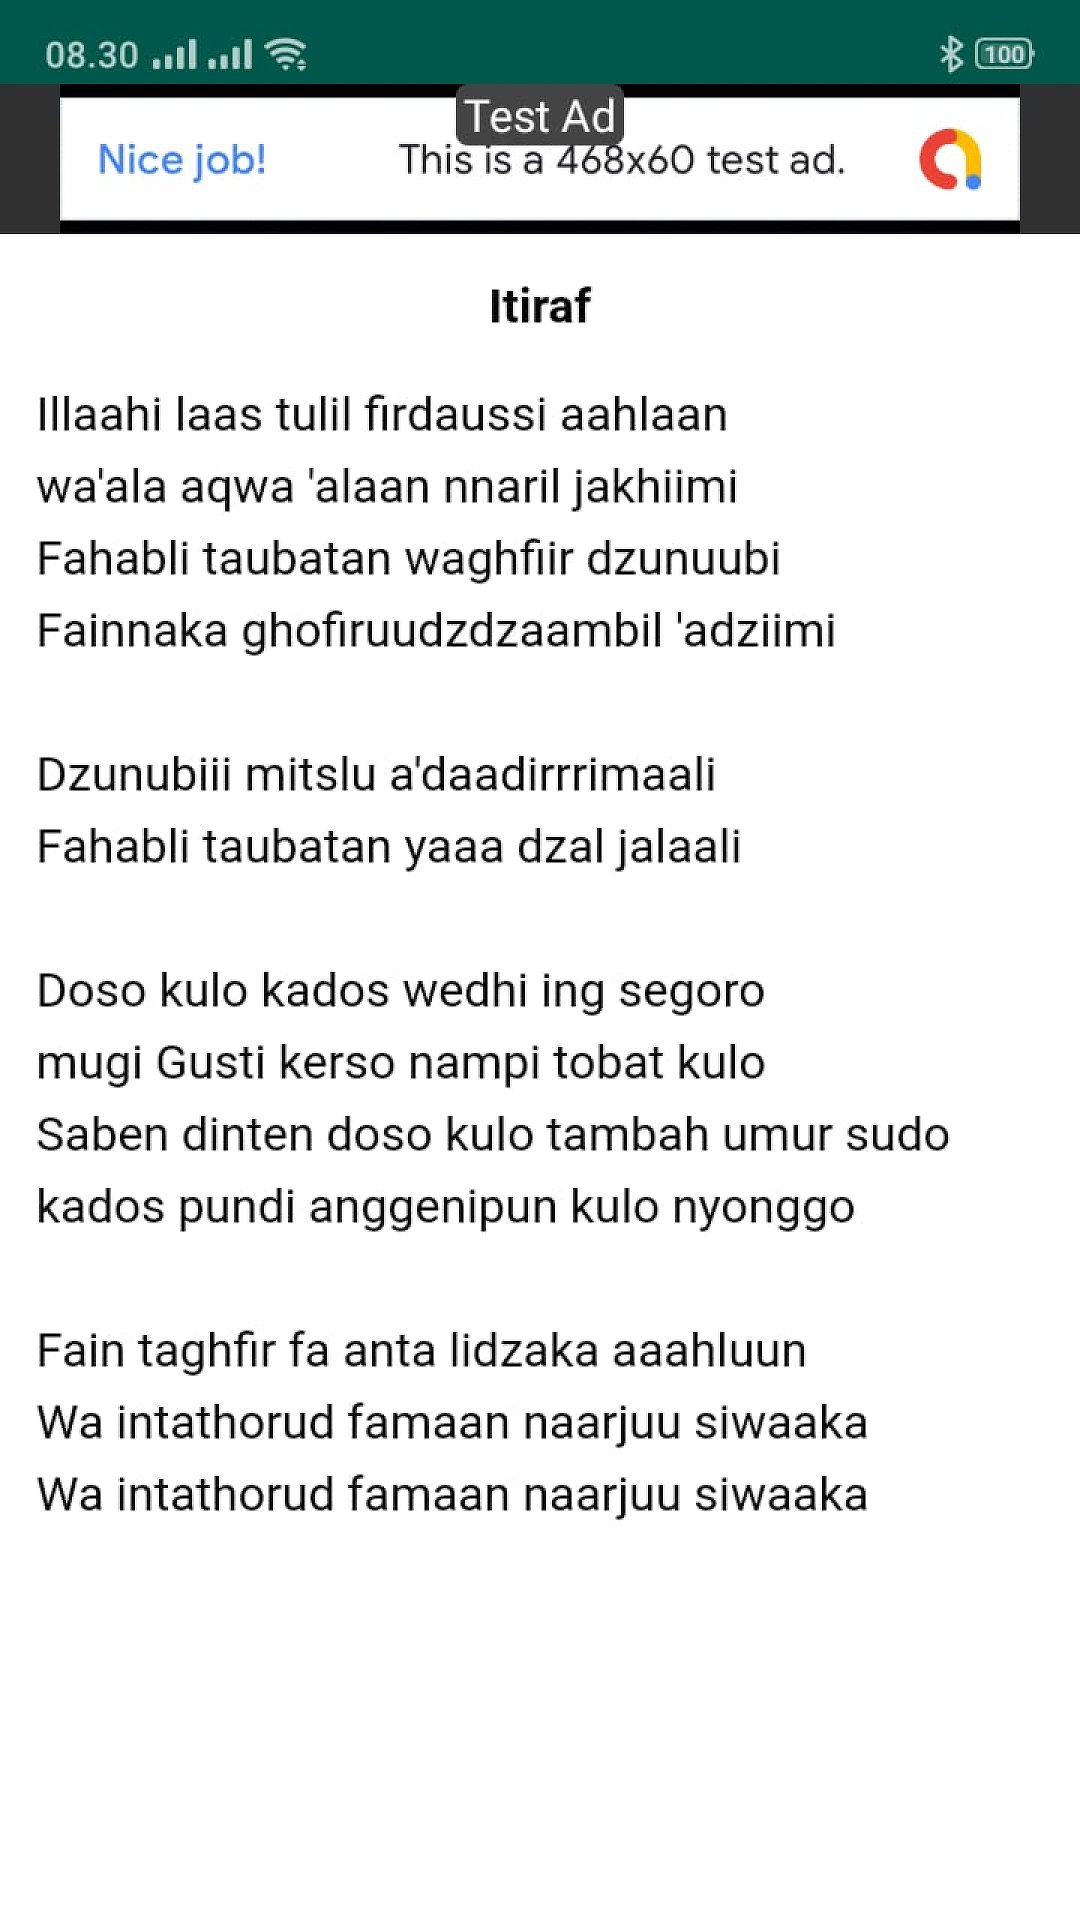 08.30
100
Test Ad
Nice job!
This is a 468x60 test ad.
Itiraf
Illaahi laas tulil firdaussi aahlaan
wa'ala aqwa 'alaan nnaril jakhiimi
Fahabli taubatan waghfiir dzunuubi
Fainnaka ghofiruudzdzaambil 'adziimi
Dzunubiii mitslu a'daadirrrimaali
Fahabli taubatan yaaa dzal jalaali
Doso kulo kados wedhi ing segoro
mugi Gusti kerso nampi tobat kulo
Saben dinten doso kulo tambah umur sudo
kados pundi anggenipun kulo nyonggo
Fain taghfir fa anta lidzaka aaahluun
Wa intathorud famaan naarjuu siwaaka
Wa intathorud famaan naarjuu siwaaka